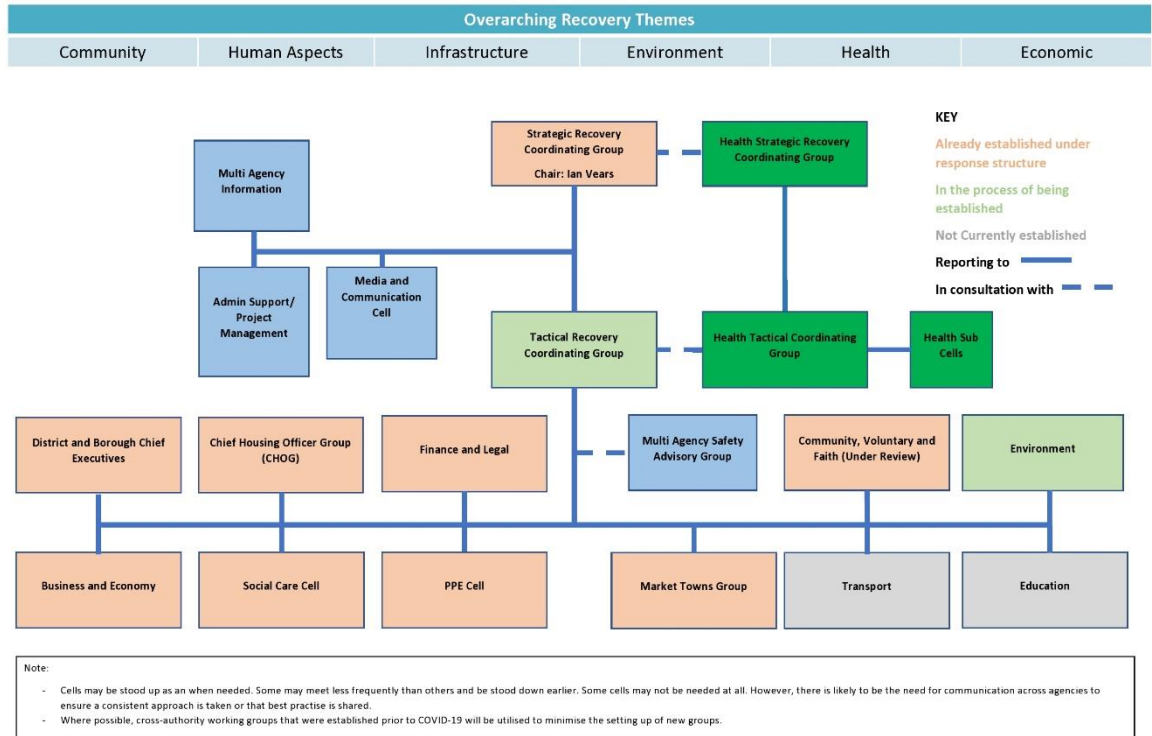 Overarching Recovery Themes
Community
Human Aspects
Infrastructure
Environment
Health
Economic
Strategic Recovery
Coordinating Group
Chair: Ian Vears
Health Strategic Recovery
Coordinating Group
KEY
Already established under
response structure
In the process of being
established
Not Currently established
Reporting to
In consultation with
Multi Agency
Information
Admin Support/
Project
Management
Media and
Communication
Cell
Tactical Recovery
Coordinating Group
Health Tactical Coordinating
Group
Health Sub
Cells
District and Borough Chief
Executives
Chief Housing Officer Group
(CHOG)
Finance and Legal
Multi Agency Safety
Advisory Group
Community, Voluntary and
Faith (Under Review)
Environment
Business and Economy
Social Care Cell
PPE Cell
Market Towns Group
Transport
Education
Note:
- Cells may be stood up as an when needed. Some may meet less frequently than others and be stood down earlier. Some cells may not be needed at all. However, there is likely to be the need for communication across agencies to
ensure a consistent approach is taken or that best practise is shared.
- Where possible, cross-authority working groups that were established prior to COVID-19 will be utilised to minimise the setting up of new groups.